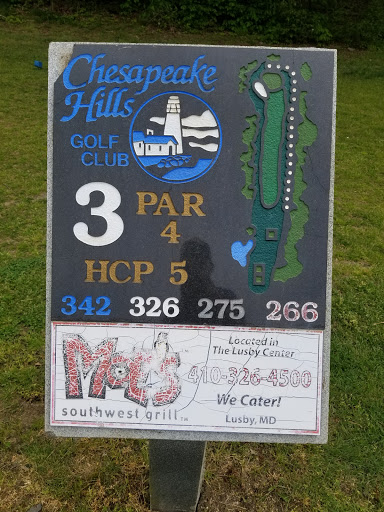 Chesapeake
Hills
GOLF
CLUB
3
PAR
4
HCP 5
342 326 275 266
Moe's
southwest grill™
Located in
The Lusby Center
410-326-4500
We Cater!
Lusby, MD